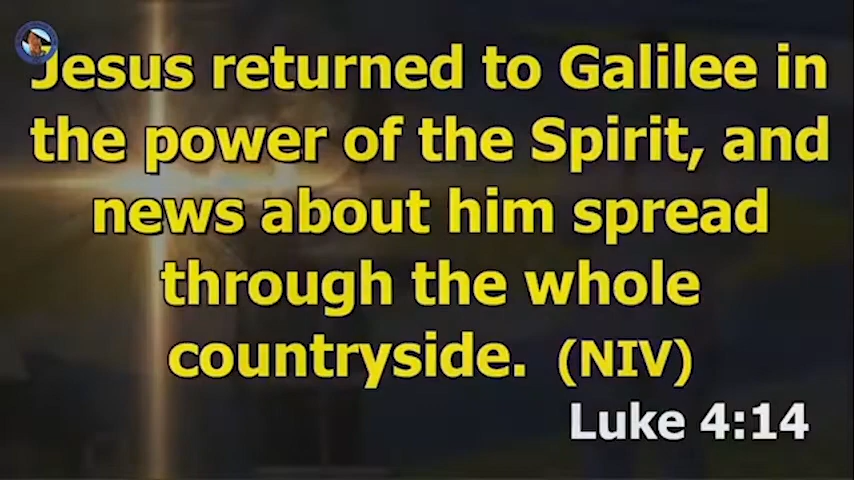 Jesus returned to Galilee in
the power of the Spirit, and
news about him spread
through the whole
countryside. (NIV)
Luke 4:14